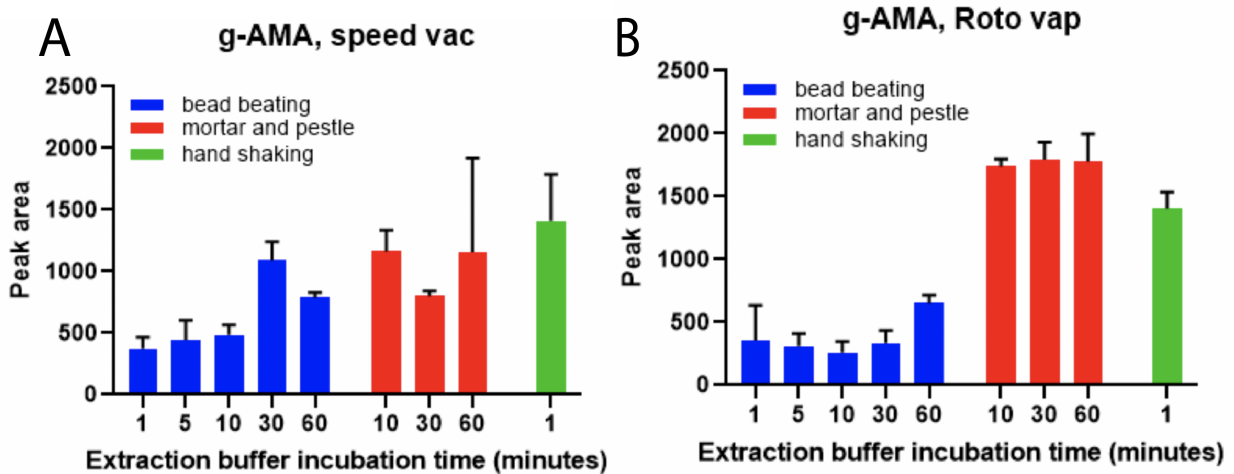 A
g-AMA, speed vac
2500
2000
1500
1000
500
0
Peak area
bead beating
mortar and pestle
hand shaking
1 5 10 30 60 10 30 60 1
Extraction buffer incubation time (minutes)
B
g-AMA, Roto vap
2500
2000
1500
1000
500
0
Peak area
bead beating
mortar and pestle
hand shaking
1 5 10 30 60 10 30 60 1
Extraction buffer incubation time (minutes)